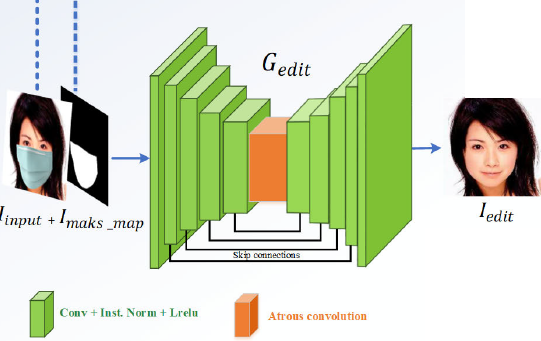 G_edit
I_input + I_maks_map
I_edit
Skip connections
Conv + Inst. Norm + Lrelu
Atrous convolution